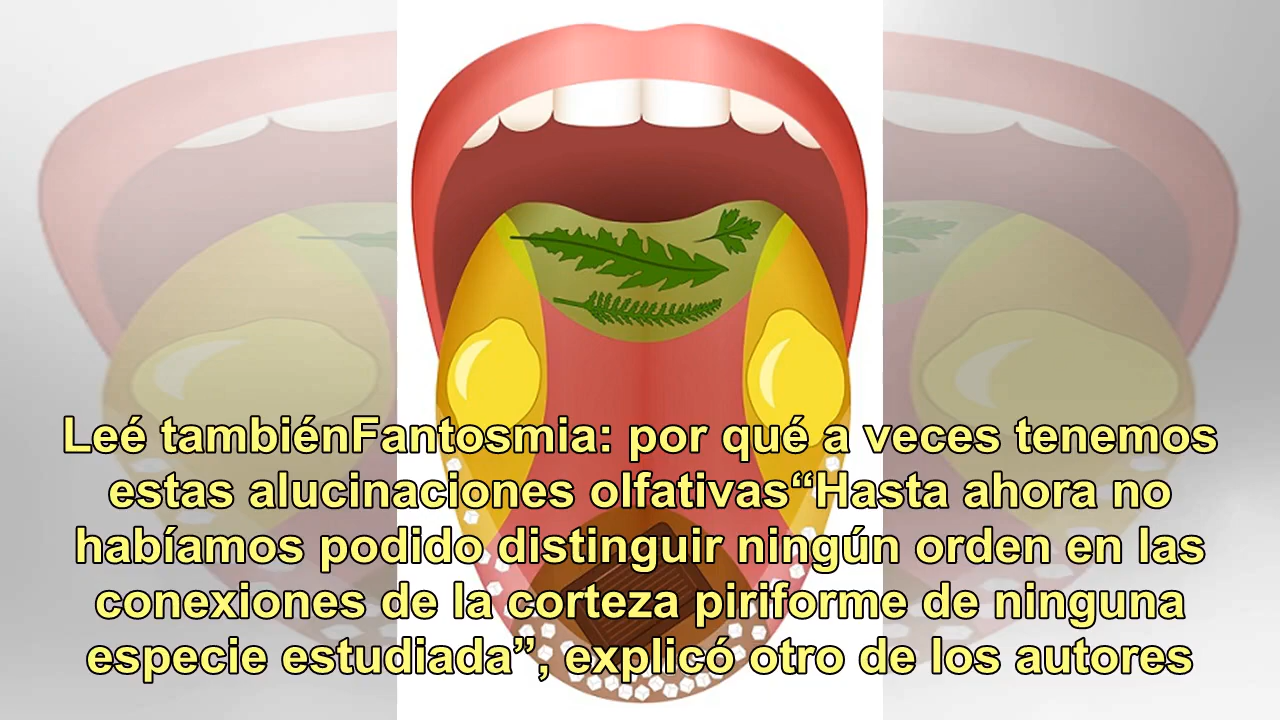 Leé tambiénFantosmia: por qué a veces tenemos
estas alucinaciones olfativas“Hasta ahora no
habíamos podido distinguir ningún orden en las
conexiones de la corteza piriforme de ninguna
especie estudiada”, explicó otro de los autores